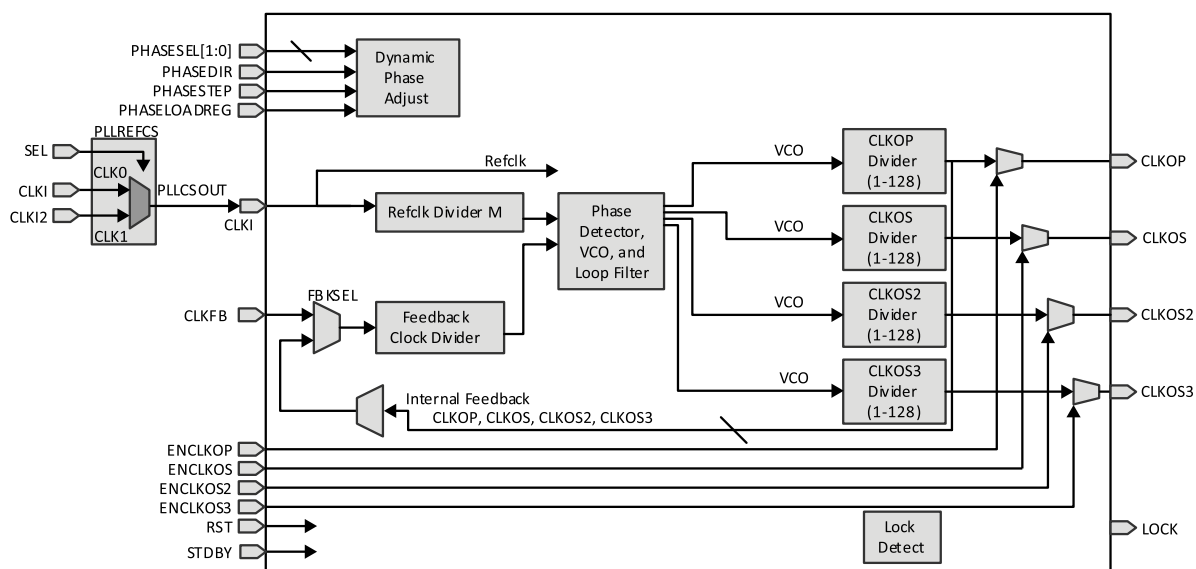 PHASESEL[1:0]
PHASEDIR
PHASESTEP
PHASELOADREG
Dynamic
Phase
Adjust
PLLREFCS
SEL
CLKI
CLKI2
CLK0
CLK1
PLLCSOUT
CLKI
Refclk
Refclk Divider M
Phase
Detector,
VCO, and
Loop Filter
VCO
VCO
VCO
VCO
CLKOP
Divider
(1-128)
CLKOS
Divider
(1-128)
CLKOS2
Divider
(1-128)
CLKOS3
Divider
(1-128)
CLKOP
CLKOS
CLKOS2
CLKOS3
CLKFB
FBKSEL
Feedback
Clock Divider
Internal Feedback
CLKOP, CLKOS, CLKOS2, CLKOS3
ENCLKOP
ENCLKOS
ENCLKOS2
ENCLKOS3
RST
STDBY
Lock
Detect
LOCK